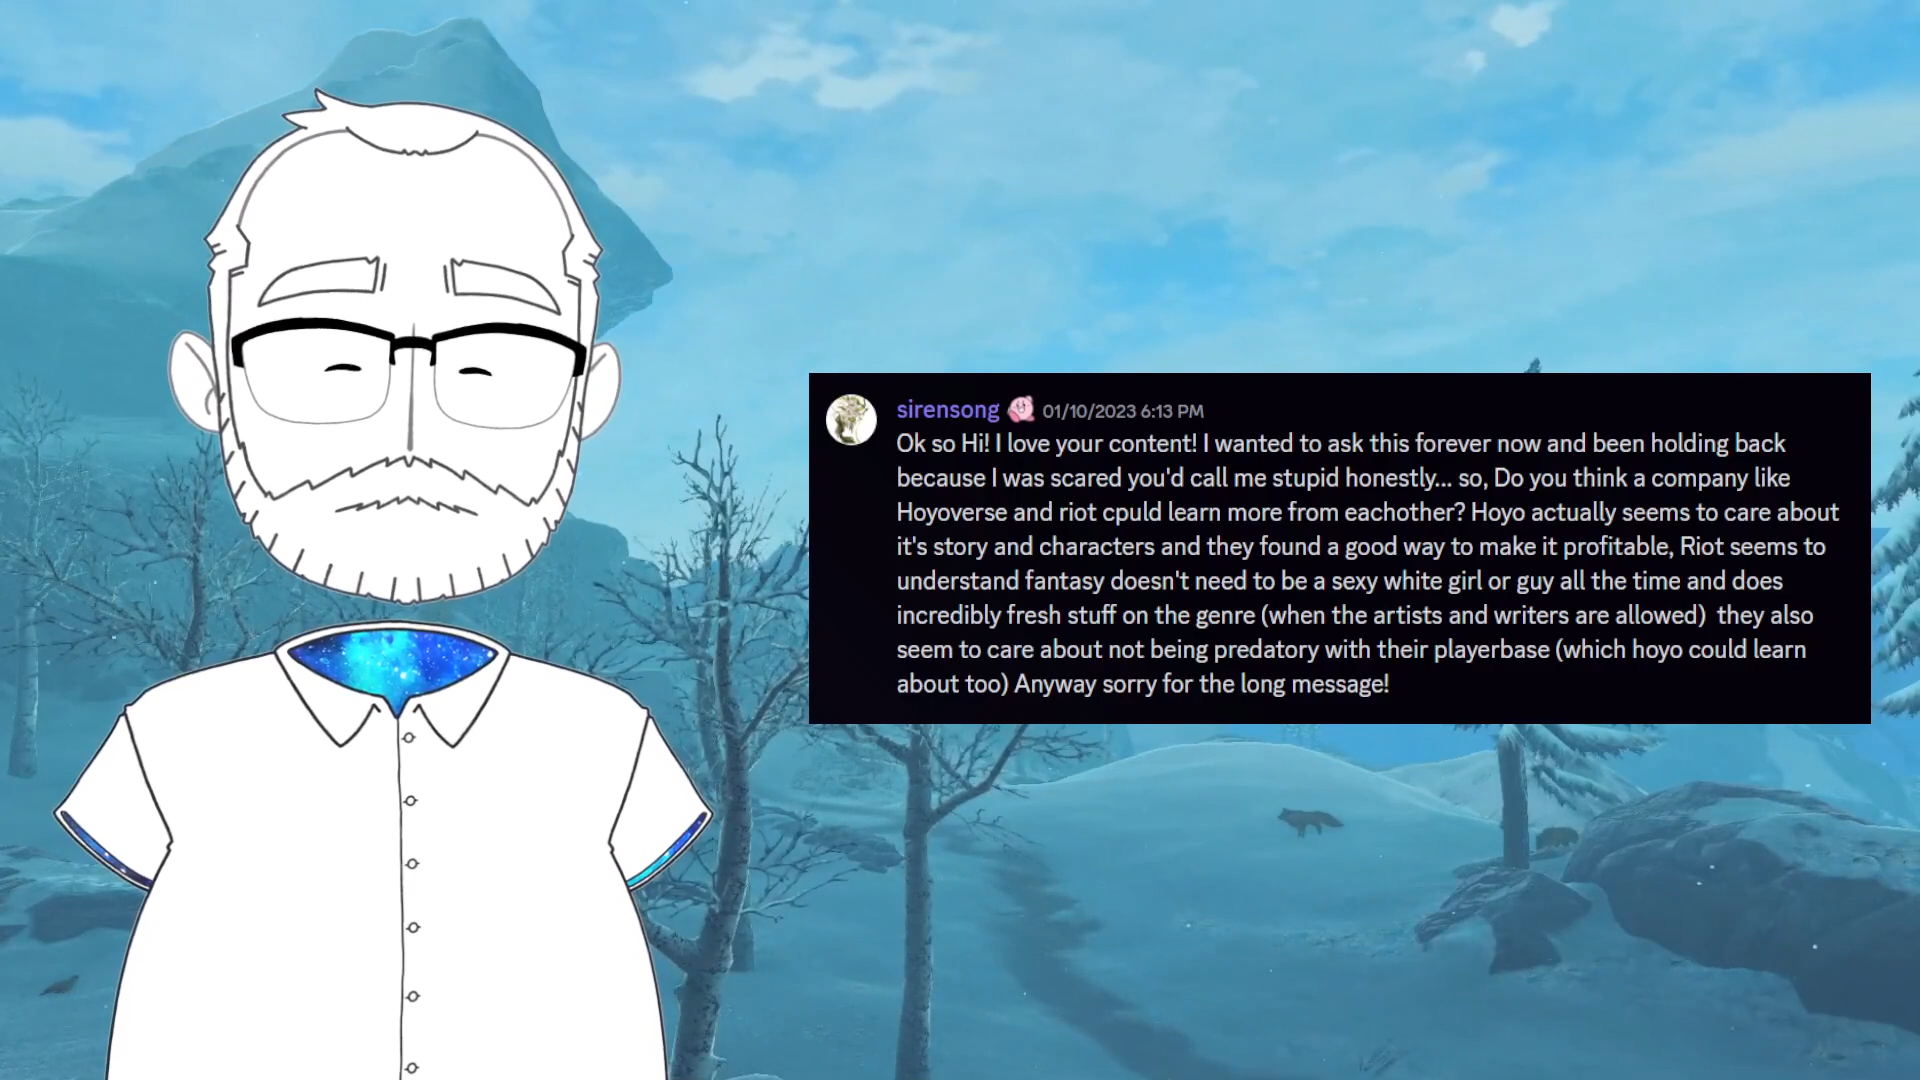 sirensong 01/10/2023 6:13 PM
Ok so Hi! I love your content! I wanted to ask this forever now and been holding back
because I was scared you'd call me stupid honestly... so, Do you think a company like
Hoyoverse and riot cpuld learn more from eachother? Hoyo actually seems to care about
it's story and characters and they found a good way to make it profitable, Riot seems to
understand fantasy doesn't need to be a sexy white girl or guy all the time and does
incredibly fresh stuff on the genre (when the artists and writers are allowed) they also
seem to care about not being predatory with their playerbase (which hoyo could learn
about too) Anyway sorry for the long message!